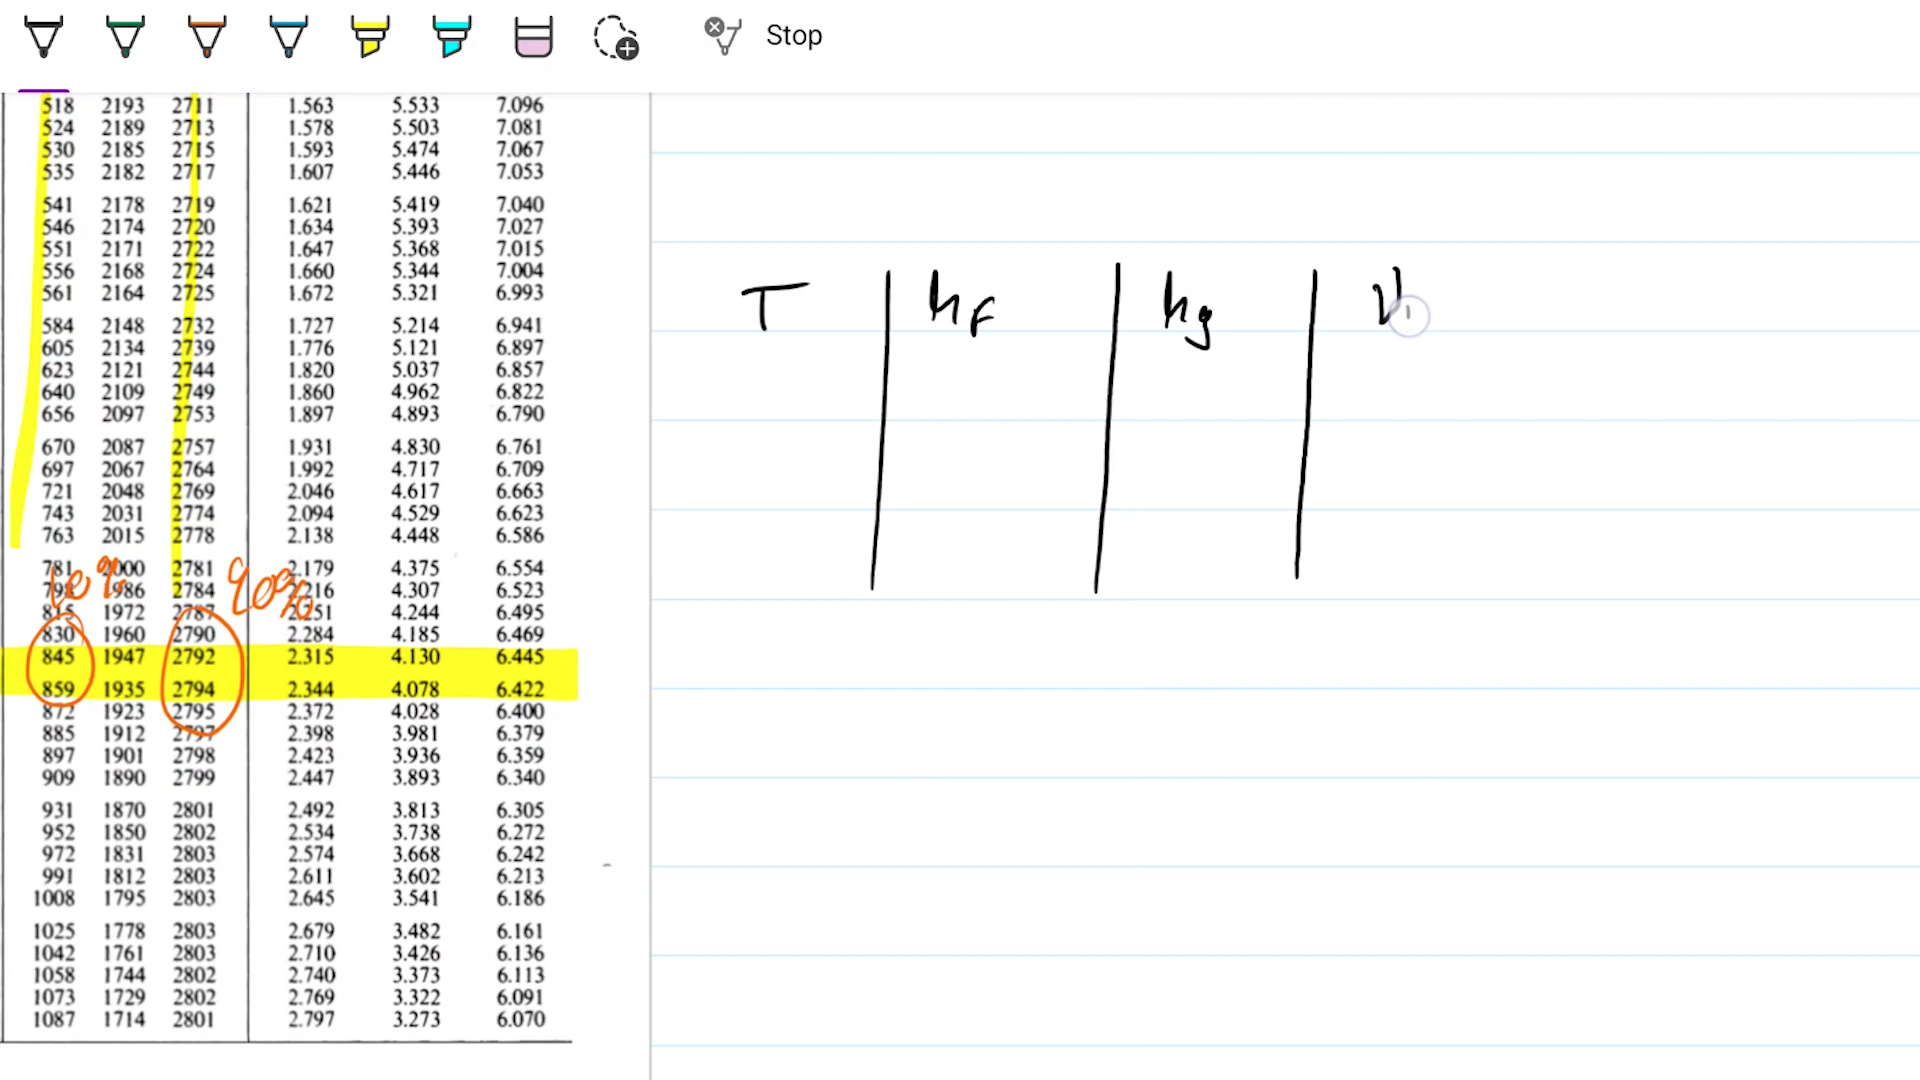 Stop
518 2193 2711 1.563 5.533 7.096
524 2189 2713 1.578 5.503 7.081
530 2185 2715 1.593 5.474 7.067
535 2182 2717 1.607 5.446 7.053
541 2178 2719 1.621 5.419 7.040
546 2174 2720 1.634 5.393 7.027
551 2171 2722 1.647 5.368 7.015
556 2168 2724 1.660 5.344 7.004
561 2164 2725 1.672 5.321 6.993
584 2148 2732 1.727 5.214 6.941
605 2134 2739 1.776 5.121 6.897
623 2121 2744 1.820 5.037 6.857
640 2109 2749 1.860 4.962 6.822
656 2097 2753 1.897 4.893 6.790
670 2087 2757 1.931 4.830 6.761
697 2067 2764 1.992 4.717 6.709
721 2048 2769 2.046 4.617 6.663
743 2031 2774 2.094 4.529 6.623
763 2015 2778 2.138 4.448 6.586
10% 90%
781 2000 2781 2.179 4.375 6.554
798 1986 2784 2.216 4.307 6.523
815 1972 2787 2.251 4.244 6.495
830 1960 2790 2.284 4.185 6.469
845 1947 2792 2.315 4.130 6.445
859 1935 2794 2.344 4.078 6.422
872 1923 2795 2.372 4.028 6.400
885 1912 2797 2.398 3.981 6.379
897 1901 2798 2.423 3.936 6.359
909 1890 2799 2.447 3.893 6.340
931 1870 2801 2.492 3.813 6.305
952 1850 2802 2.534 3.738 6.272
972 1831 2803 2.574 3.668 6.242
991 1812 2803 2.611 3.602 6.213
1008 1795 2803 2.645 3.541 6.186
1025 1778 2803 2.679 3.482 6.161
1042 1761 2803 2.710 3.426 6.136
1058 1744 2802 2.740 3.373 6.113
1073 1729 2802 2.769 3.322 6.091
1087 1714 2801 2.797 3.273 6.070
T hF hg